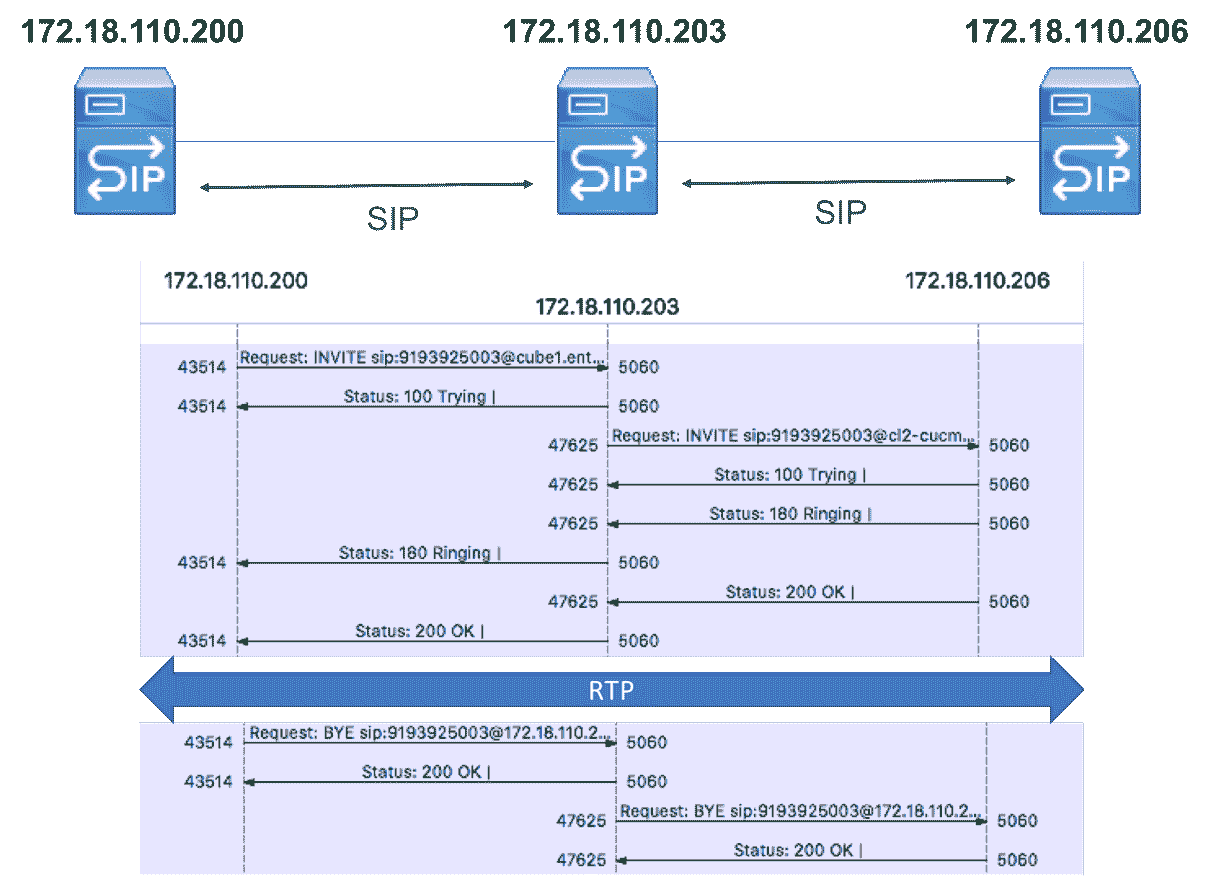 172.18.110.200 172.18.110.203 172.18.110.206
SIP SIP SIP
SIP SIP
172.18.110.200 172.18.110.206
172.18.110.203
Request: INVITE sip:9193925003@cube1.ent...
43514 5060
Status: 100 Trying |
43514 5060
Request: INVITE sip:9193925003@cl2-cucm...
47625 5060
Status: 100 Trying |
47625 5060
Status: 180 Ringing |
47625 5060
Status: 180 Ringing |
43514 5060
Status: 200 OK |
47625 5060
Status: 200 OK |
43514 5060
RTP
Request: BYE sip:9193925003@172.18.110.2...
43514 5060
Status: 200 OK |
43514 5060
Request: BYE sip:9193925003@172.18.110.2...
47625 5060
Status: 200 OK |
47625 5060